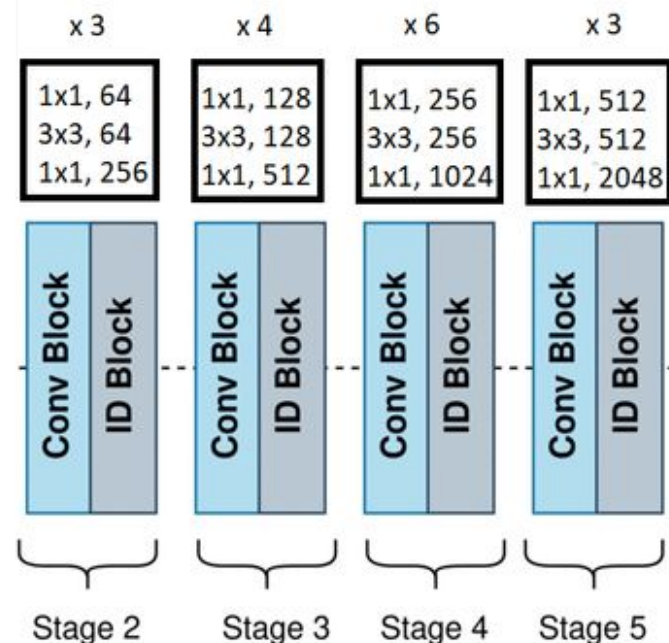 x 3
x 4
x 6
x 3
1x1, 64
3x3, 64
1x1, 256
1x1, 128
3x3, 128
1x1, 512
1x1, 256
3x3, 256
1x1, 1024
1x1, 512
3x3, 512
1x1, 2048
Conv Block
ID Block
Conv Block
ID Block
Conv Block
ID Block
Conv Block
ID Block
Stage 2
Stage 3
Stage 4
Stage 5